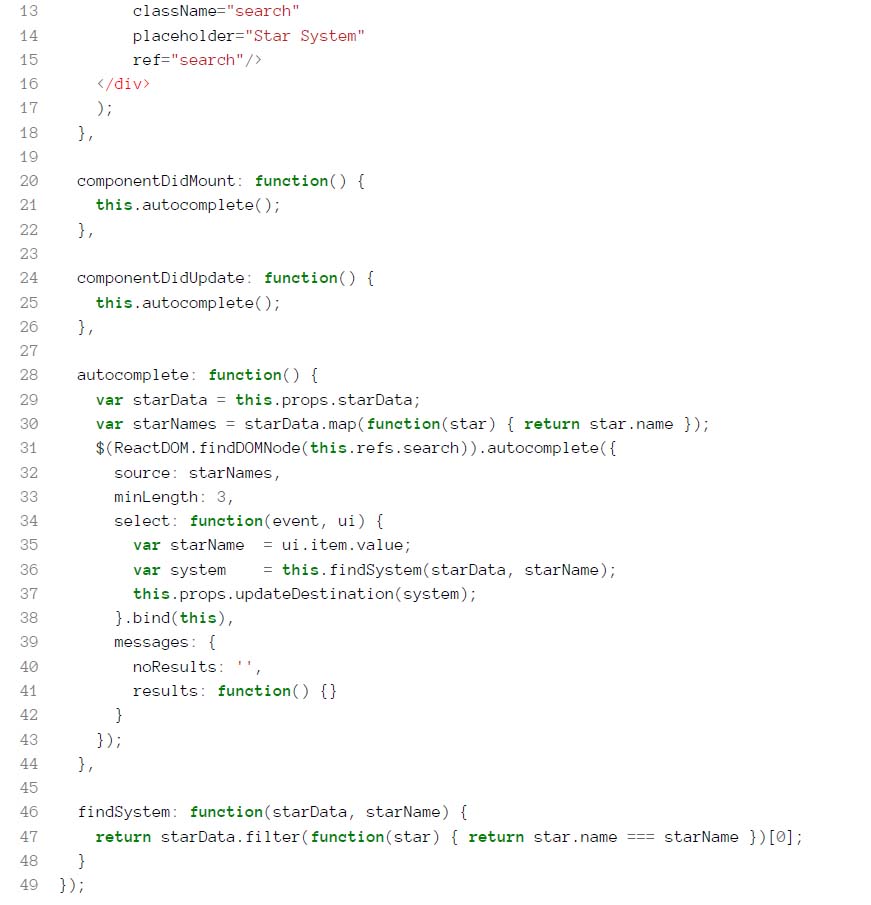 13 className="search"
14 placeholder="Star System"
15 ref="search"/>
16 </div>
17 );
18 },
19
20 componentDidMount: function() {
21 this.autocomplete();
22 },
23
24 componentDidUpdate: function() {
25 this.autocomplete();
26 },
27
28 autocomplete: function() {
29 var starData = this.props.starData;
30 var starNames = starData.map(function(star) { return star.name });
31 $(ReactDOM.findDOMNode(this.refs.search)).autocomplete({
32 source: starNames,
33 minLength: 3,
34 select: function(event, ui) {
35 var starName  = ui.item.value;
36 var system    = this.findSystem(starData, starName);
37 this.props.updateDestination(system);
38 }.bind(this),
39 messages: {
40 noResults: '',
41 results: function() {}
42 }
43 });
44 },
45
46 findSystem: function(starData, starName) {
47 return starData.filter(function(star) { return star.name === starName })[0];
48 }
49 });